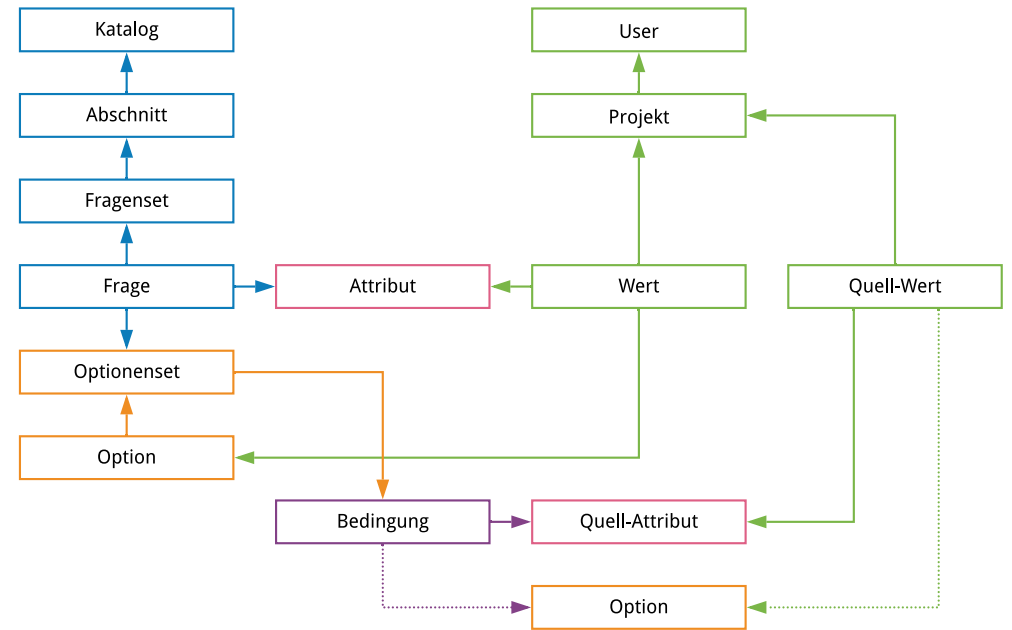 Katalog
User
Abschnitt
Projekt
Fragenset
Frage
Attribut
Wert
Quell-Wert
Optionenset
Option
Bedingung
Quell-Attribut
Option